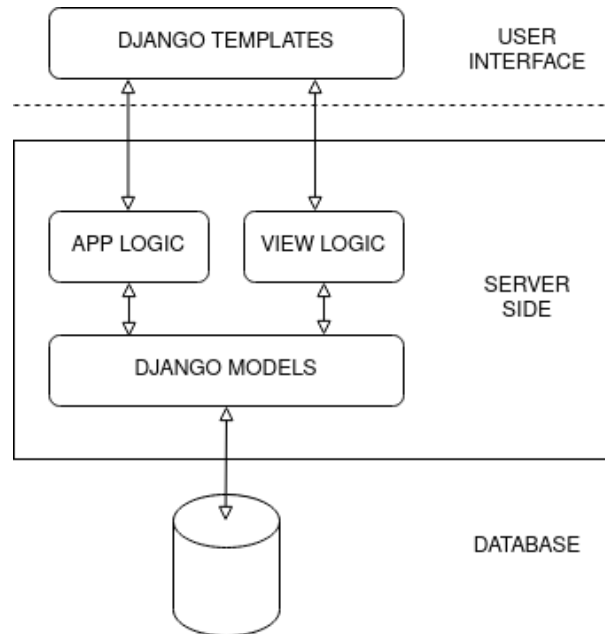 DJANGO TEMPLATES
USER
INTERFACE
APP LOGIC
VIEW LOGIC
SERVER
SIDE
DJANGO MODELS
DATABASE